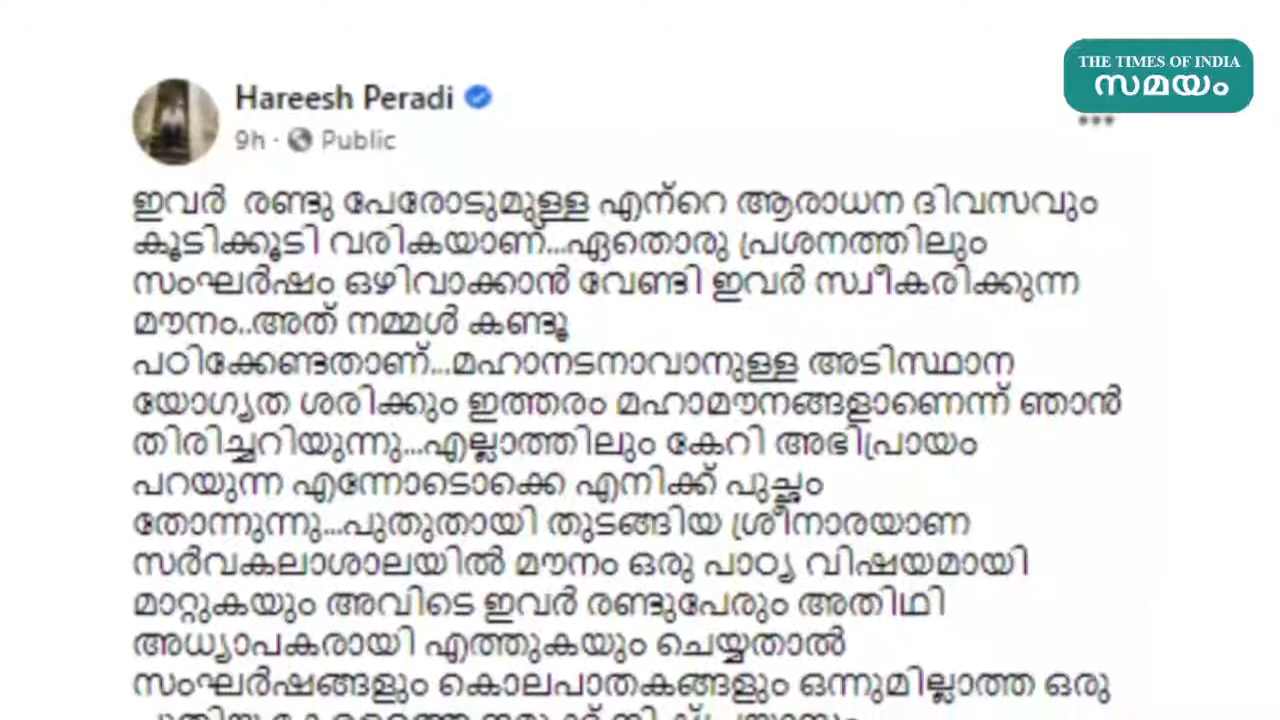 THE TIMES OF INDIA
സമയം
Hareesh Peradi
9h · Public
ഇവർ രണ്ടു പേരോടുമുള്ള എന്റെ ആരാധന ദിവസവും
കൂടിക്കൂടി വരികയാണ്...ഏതൊരു പ്രശനത്തിലും
സംഘർഷം ഒഴിവാക്കാൻ വേണ്ടി ഇവർ സ്വീകരിക്കുന്ന
മൗനം..അത് നമ്മൾ കണ്ടൂ
പഠിക്കേണ്ടതാണ്...മഹാനടനാവാനുള്ള അടിസ്ഥാന
യോഗ്യത ശരിക്കും ഇത്തരം മഹാമൗനങ്ങളാണെന്ന് ഞാൻ
തിരിച്ചറിയുന്നു...എല്ലാത്തിലും കേറി അഭിപ്രായം
പറയുന്ന എന്നോടൊക്കെ എനിക്ക് പുച്ഛം
തോന്നുന്നു...പുതുതായി തുടങ്ങിയ ശ്രീനാരയാണ
സർവകലാശാലയിൽ മൗനം ഒരു പാഠ്യ വിഷയമായി
മാറ്റുകയും അവിടെ ഇവർ രണ്ടുപേരും അതിഥി
അധ്യാപകരായി എത്തുകയും ചെയ്യതാൽ
സംഘർഷങ്ങളും കൊലപാതകങ്ങളും ഒന്നുമില്ലാത്ത ഒരു